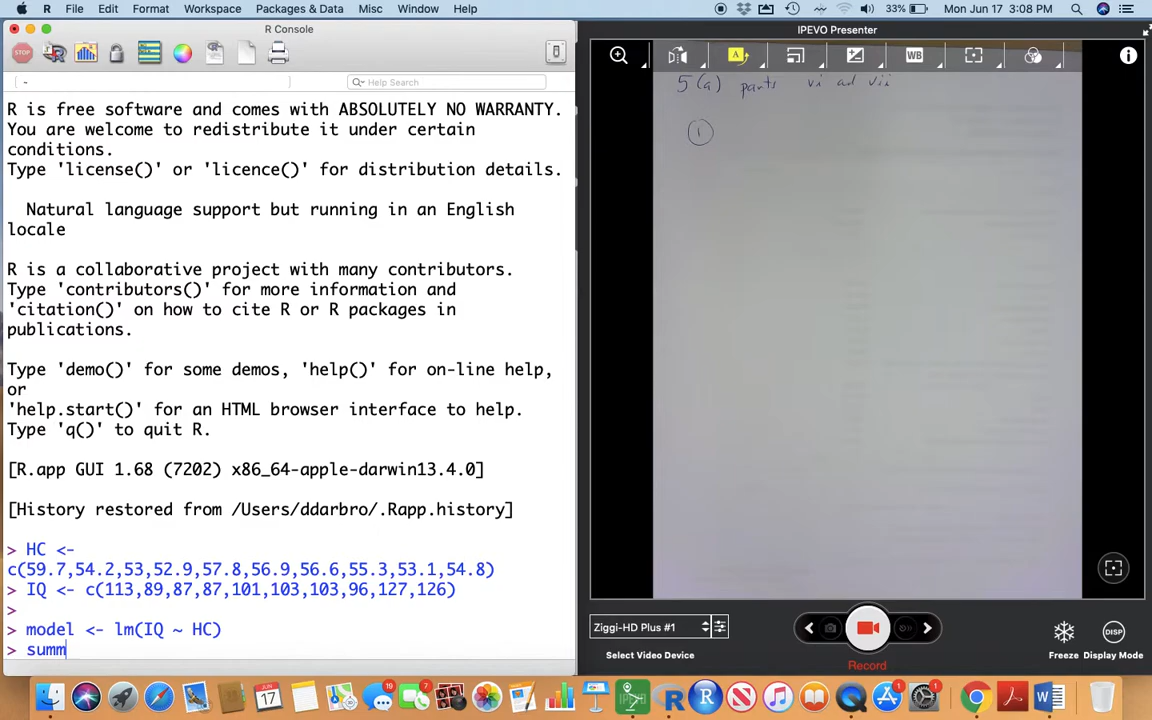 R File Edit Format Workspace Packages & Data Misc Window Help 33% Mon Jun 17 3:08 PM
R Console
STOP
Help Search
R is free software and comes with ABSOLUTELY NO WARRANTY.
You are welcome to redistribute it under certain
conditions.
Type 'license()' or 'licence()' for distribution details.
Natural language support but running in an English
locale
R is a collaborative project with many contributors.
Type 'contributors()' for more information and
'citation()' on how to cite R or R packages in
publications.
Type 'demo()' for some demos, 'help()' for on-line help,
or
'help.start()' for an HTML browser interface to help.
Type 'q()' to quit R.
[R.app GUI 1.68 (7202) x86_64-apple-darwin13.4.0]
[History restored from /Users/ddarbro/.Rapp.history]
> HC <-
c(59.7,54.2,53,52.9,57.8,56.9,56.6,55.3,53.1,54.8)
> IQ <- c(113,89,87,87,101,103,103,96,127,126)
>
> model <- lm(IQ ~ HC)
> summ
IPEVO Presenter
A WB
5 (a) parts vi ad vii
1
Ziggi-HD Plus #1
Select Video Device
Record
DISP
Freeze Display Mode